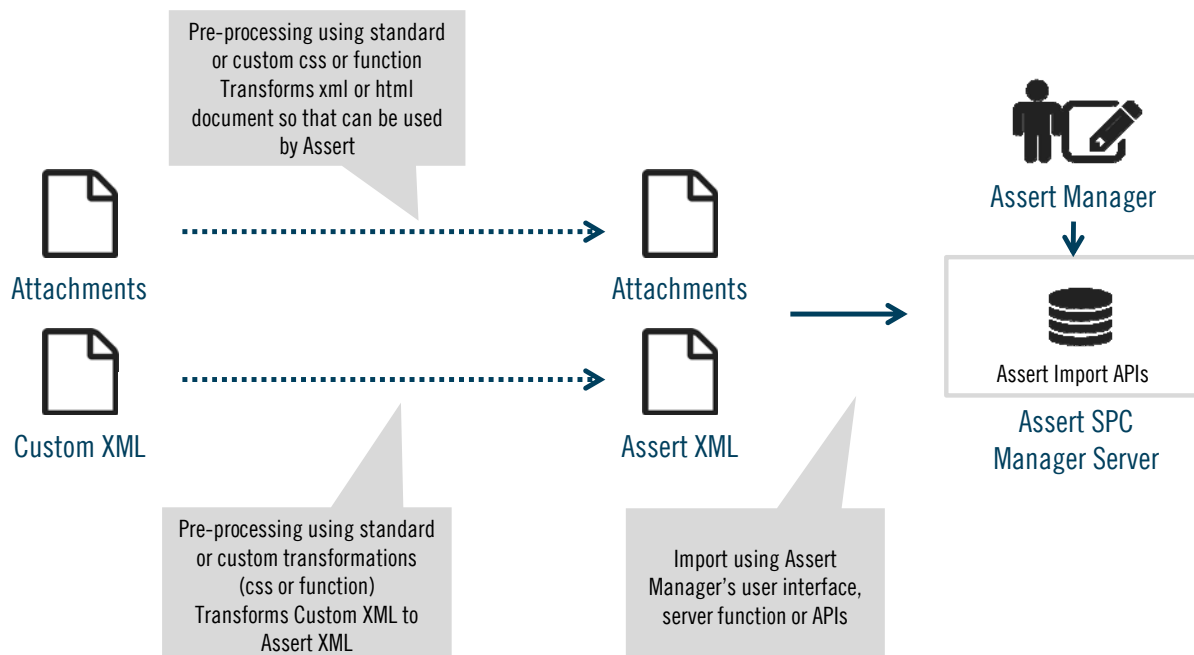 Pre-processing using standard
or custom css or function
Transforms xml or html
document so that can be used
by Assert
Attachments
Attachments
Assert Manager
Assert Import APIs
Custom XML
Assert XML
Assert SPC
Manager Server
Pre-processing using standard
or custom transformations
(css or function)
Transforms Custom XML to
Assert XML
Import using Assert
Manager’s user interface,
server function or APIs